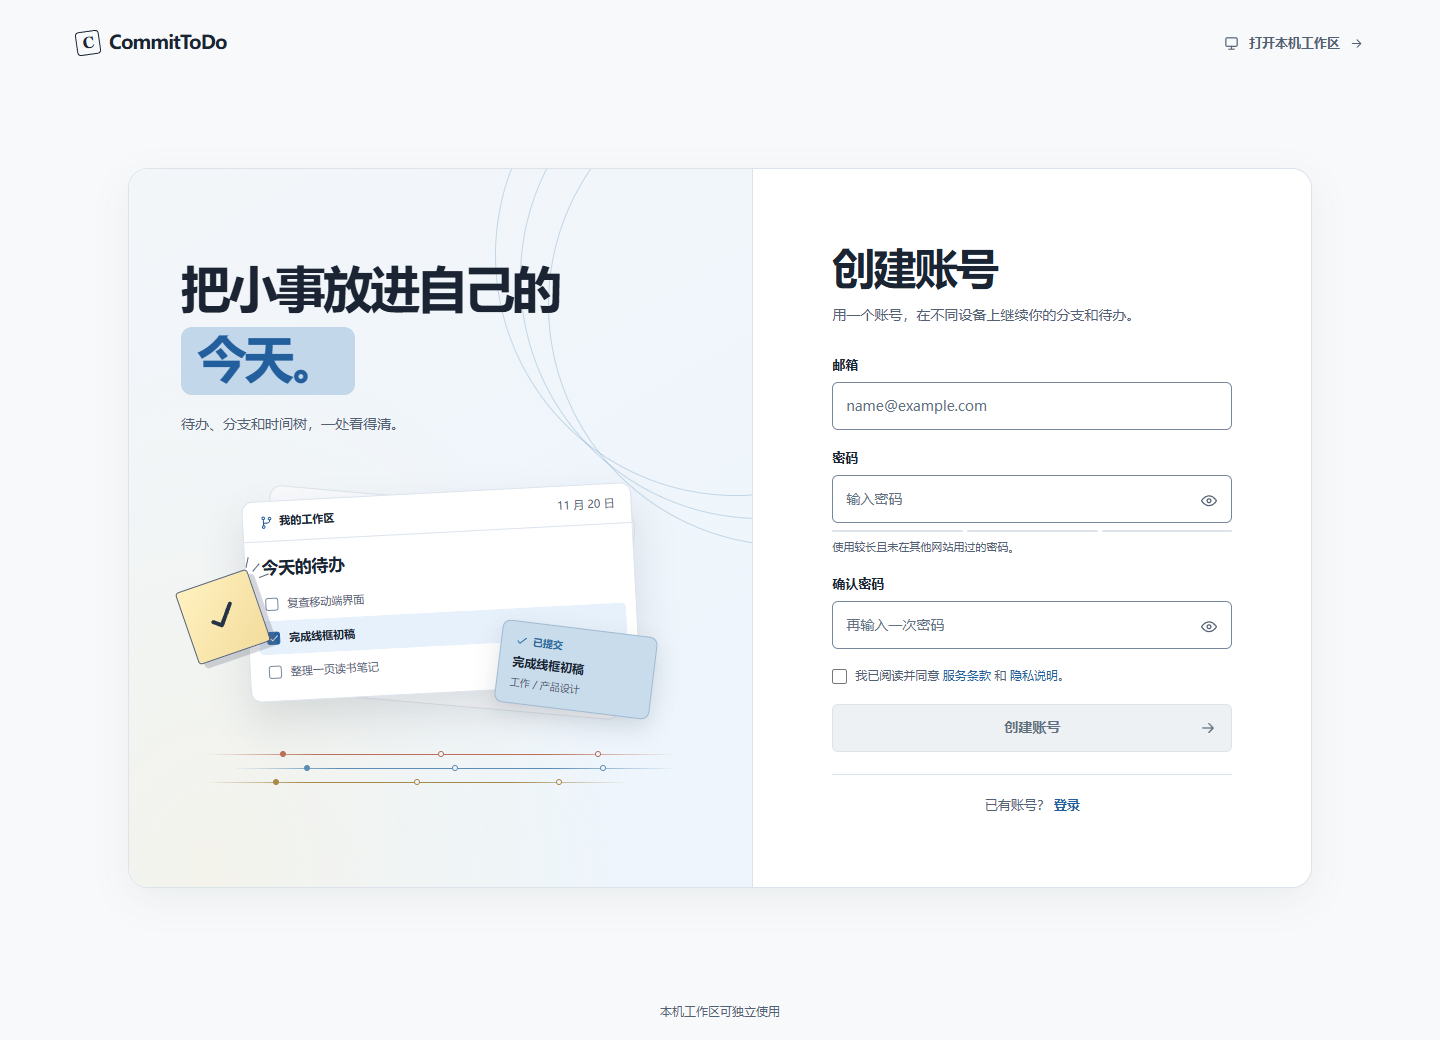 C CommitToDo
打开本机工作区
把小事放进自己的
今天。
待办、分支和时间树，一处看得清。
我的工作区
11 月 20 日
今天的待办
复查移动端界面
完成线框初稿
整理一页读书笔记
已提交
完成线框初稿
工作 / 产品设计
创建账号
用一个账号，在不同设备上继续你的分支和待办。
邮箱
name@example.com
密码
输入密码
使用较长且未在其他网站用过的密码。
确认密码
再输入一次密码
我已阅读并同意 服务条款 和 隐私说明。
创建账号
已有账号？ 登录
本机工作区可独立使用